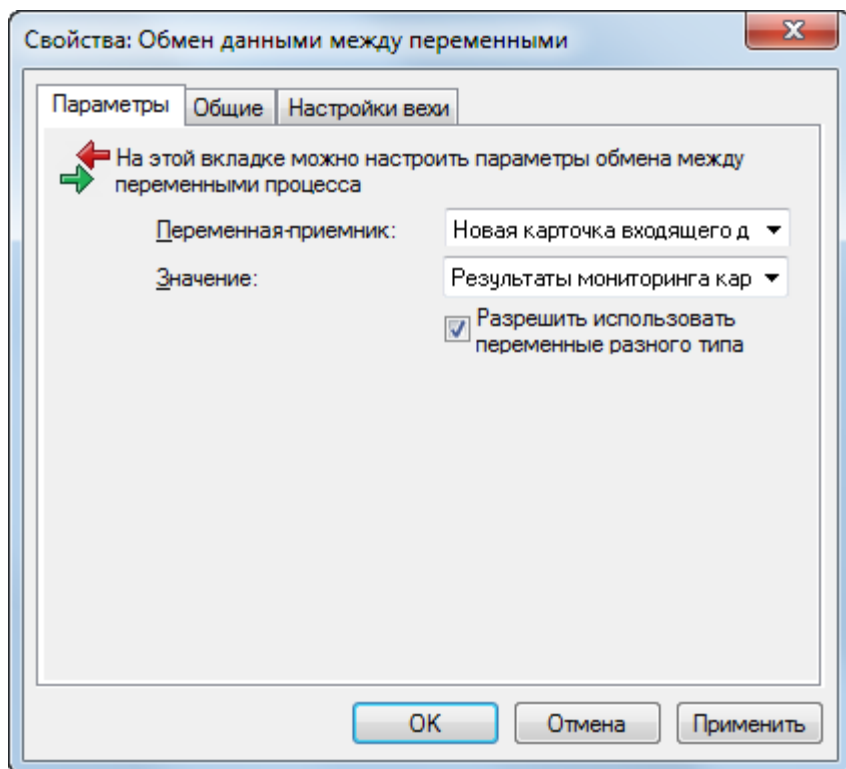 Свойства: Обмен данными между переменными
Параметры Общие Настройки вехи
На этой вкладке можно настроить параметры обмена между
переменными процесса
Переменная-приемник: Новая карточка входящего д
Значение: Результаты мониторинга кар
Разрешить использовать
переменные разного типа
OK Отмена Применить